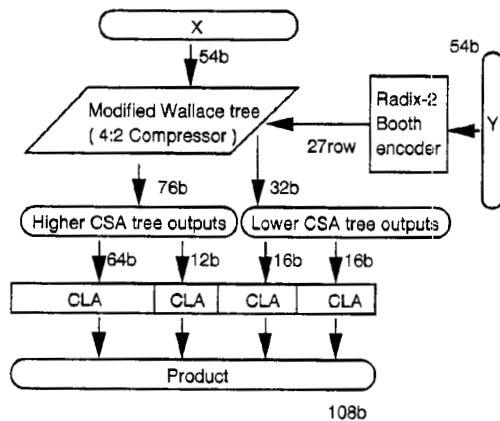 X
54b
54b
Modified Wallace tree
( 4:2 Compressor )
Radix-2
Booth
encoder
Y
27row
76b
32b
Higher CSA tree outputs
Lower CSA tree outputs
64b
12b
16b
16b
CLA
CLA
CLA
CLA
Product
108b